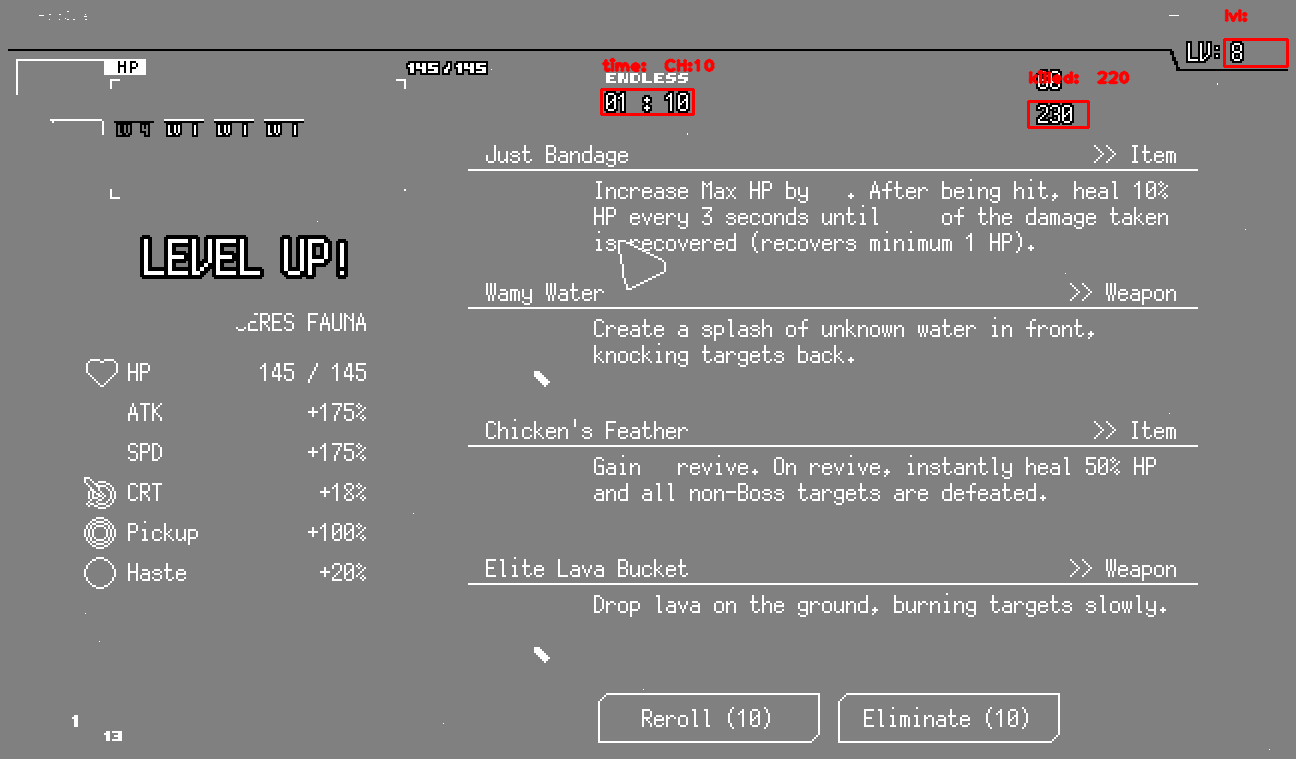 lvl:
LV: 8
HP
145/145
time: CH:10
ENDLESS
01 : 10
killed: 220
230
LV 4 LV 1 LV 1 LV 1
Just Bandage >> Item
Increase Max HP by . After being hit, heal 10%
HP every 3 seconds until of the damage taken
is recovered (recovers minimum 1 HP).
LEVEL UP!
Wamy Water >> Weapon
Create a splash of unknown water in front,
knocking targets back.
CERES FAUNA
HP 145 / 145
ATK +175%
SPD +175%
CRT +18%
Pickup +100%
Haste +20%
Chicken's Feather >> Item
Gain revive. On revive, instantly heal 50% HP
and all non-Boss targets are defeated.
Elite Lava Bucket >> Weapon
Drop lava on the ground, burning targets slowly.
Reroll (10)
Eliminate (10)
1
13